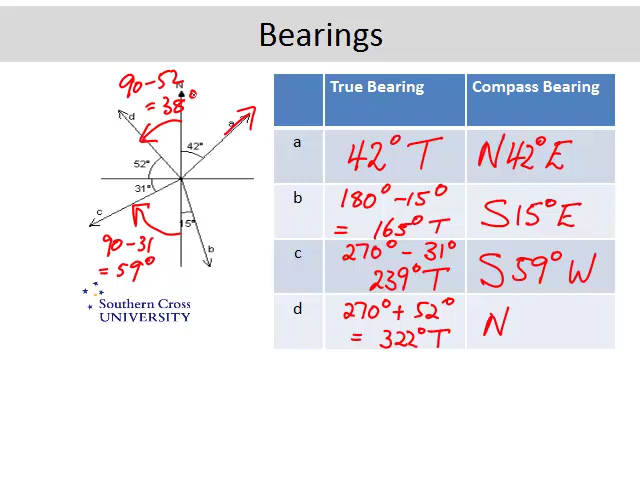 Bearings
90-52
= 38°
N
d
a
42°
52°
31°
c
15°
b
90-31
= 59°
Southern Cross
UNIVERSITY
True Bearing Compass Bearing
a 42° T N42°E
b 180° - 15° S15°E
= 165° T
c 270° - 31° S59°W
239° T
d 270° + 52° N
= 322° T